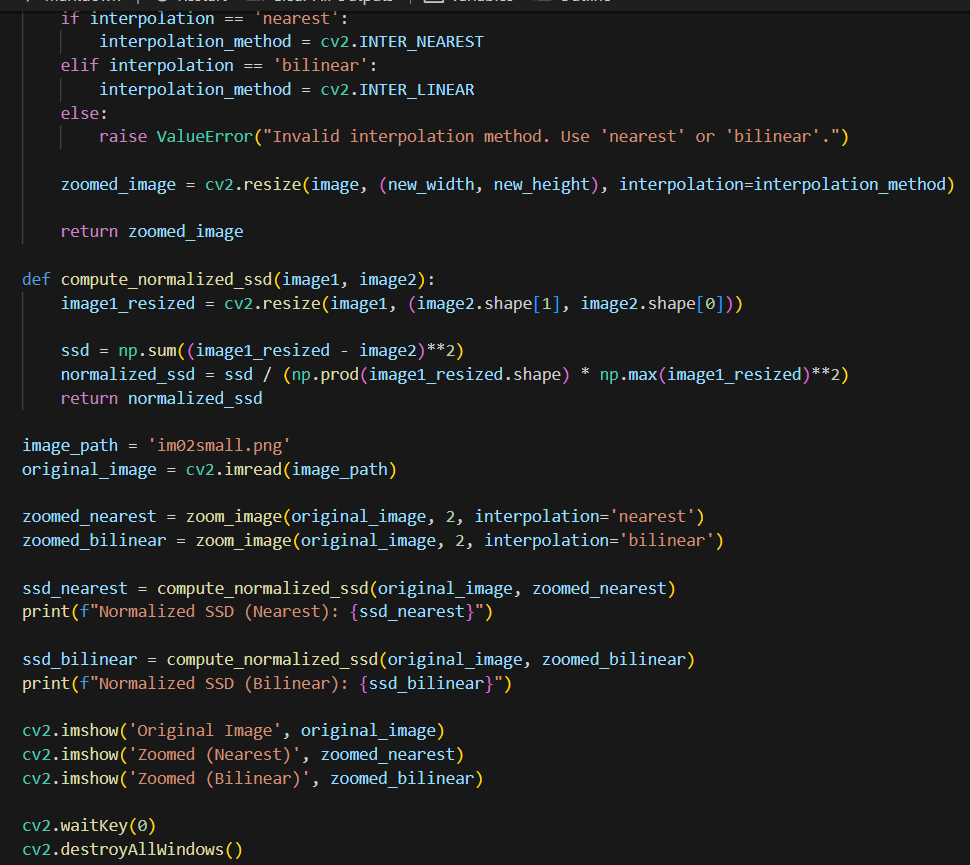 if interpolation == 'nearest':
interpolation_method = cv2.INTER_NEAREST
elif interpolation == 'bilinear':
interpolation_method = cv2.INTER_LINEAR
else:
raise ValueError("Invalid interpolation method. Use 'nearest' or 'bilinear'.")
zoomed_image = cv2.resize(image, (new_width, new_height), interpolation=interpolation_method)
return zoomed_image
def compute_normalized_ssd(image1, image2):
image1_resized = cv2.resize(image1, (image2.shape[1], image2.shape[0]))
ssd = np.sum((image1_resized - image2)**2)
normalized_ssd = ssd / (np.prod(image1_resized.shape) * np.max(image1_resized)**2)
return normalized_ssd
image_path = 'im02small.png'
original_image = cv2.imread(image_path)
zoomed_nearest = zoom_image(original_image, 2, interpolation='nearest')
zoomed_bilinear = zoom_image(original_image, 2, interpolation='bilinear')
ssd_nearest = compute_normalized_ssd(original_image, zoomed_nearest)
print(f"Normalized SSD (Nearest): {ssd_nearest}")
ssd_bilinear = compute_normalized_ssd(original_image, zoomed_bilinear)
print(f"Normalized SSD (Bilinear): {ssd_bilinear}")
cv2.imshow('Original Image', original_image)
cv2.imshow('Zoomed (Nearest)', zoomed_nearest)
cv2.imshow('Zoomed (Bilinear)', zoomed_bilinear)
cv2.waitKey(0)
cv2.destroyAllWindows()